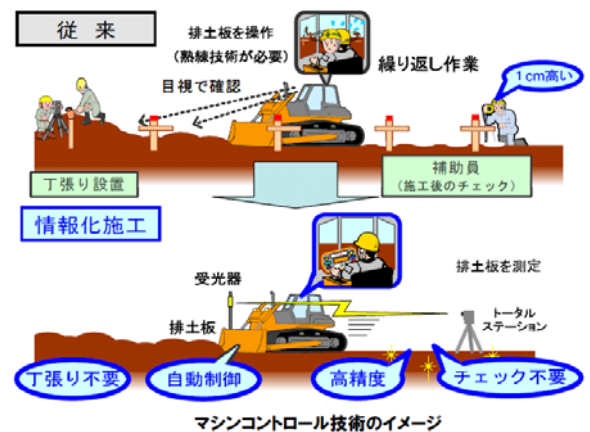 従 来
排土板を操作
(熟練技術が必要)
繰り返し作業
目視で確認
1cm高い
丁張り設置
補助員
(施工後のチェック)
情報化施工
排土板を測定
受光器
トータル
ステーション
排土板
丁張り不要
自動制御
高精度
チェック不要
マシンコントロール技術のイメージ